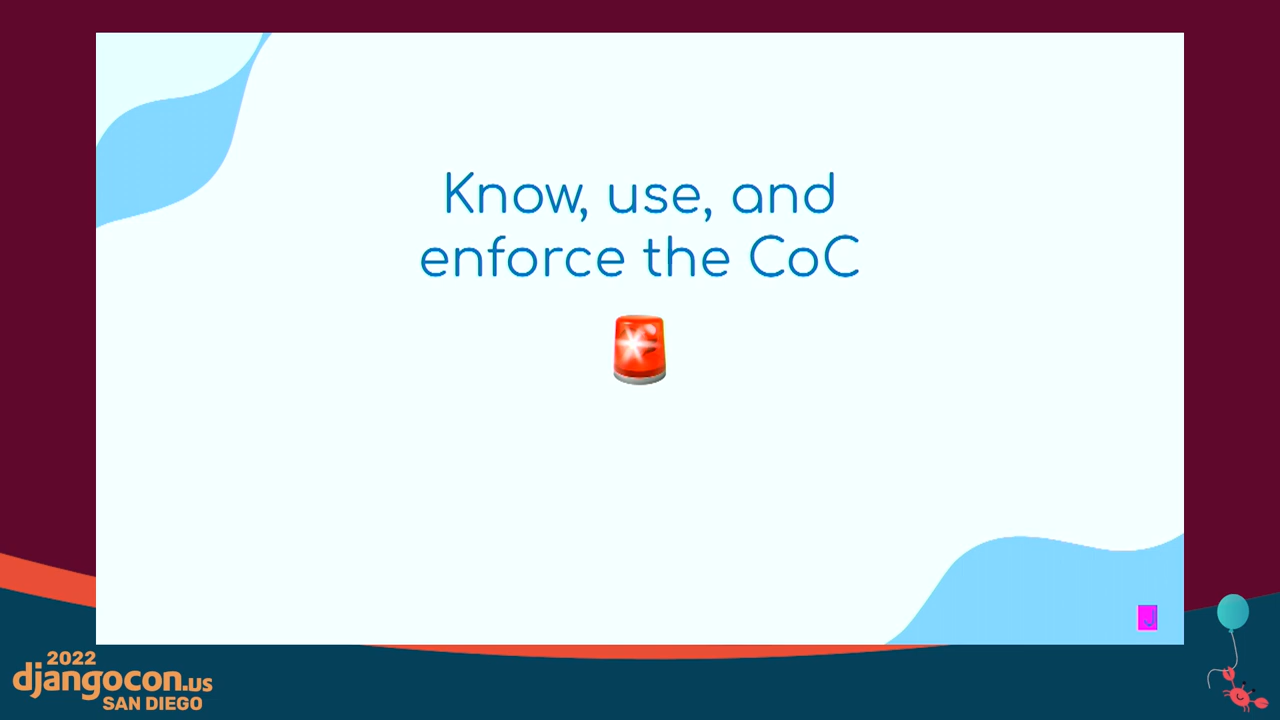 Know, use, and
enforce the CoC
J
2022
djangocon.us
SAN DIEGO